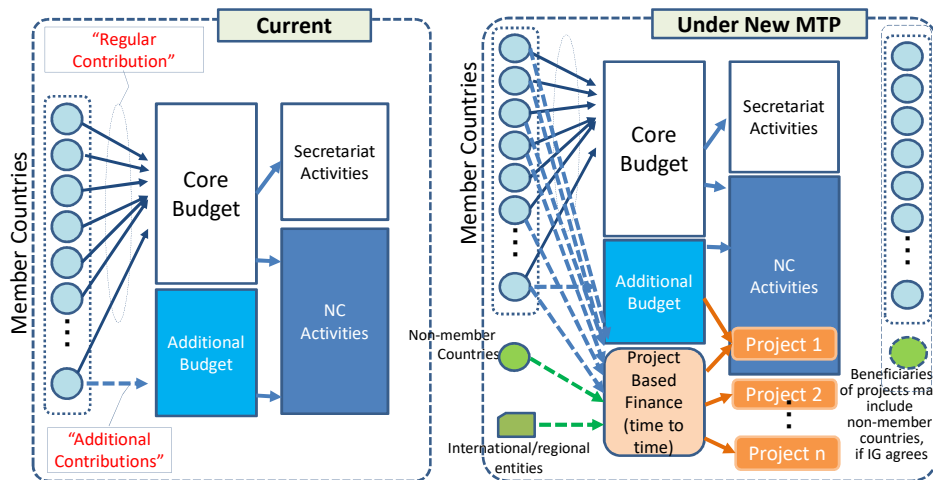 Current
“Regular
Contribution”
Member Countries
Core
Budget
Secretariat
Activities
Additional
Budget
NC
Activities
“Additional
Contributions”
Under New MTP
Member Countries
Core
Budget
Secretariat
Activities
Additional
Budget
NC
Activities
Non-member
Countries
Project
Based
Finance
(time to
time)
International/regional
entities
Project 1
Project 2
Project n
Beneficiaries
of projects ma
include
non-member
countries,
if IG agrees